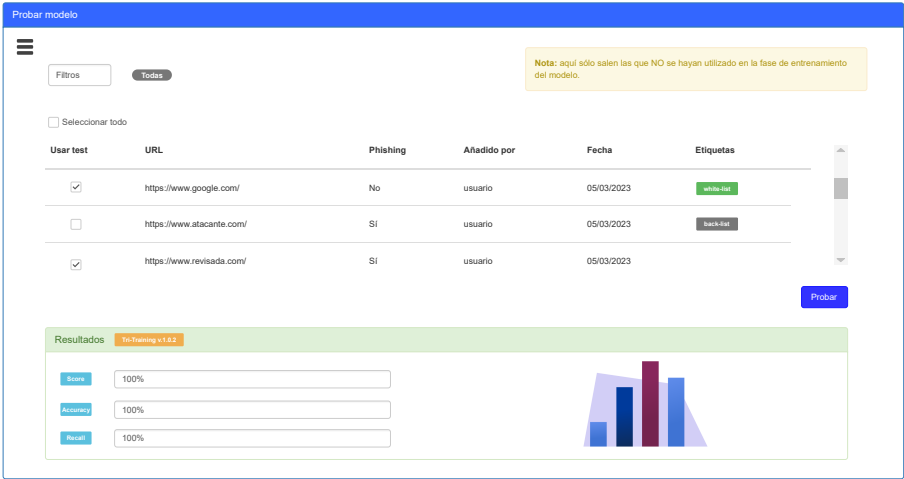 Probar modelo
Filtros Todas
Nota: aquí sólo salen las que NO se hayan utilizado en la fase de entrenamiento
del modelo.
Seleccionar todo
Usar test URL Phishing Añadido por Fecha Etiquetas
https://www.google.com/ No usuario 05/03/2023 white-list
https://www.atacante.com/ Sí usuario 05/03/2023 back-list
https://www.revisada.com/ Sí usuario 05/03/2023
Probar
Resultados Tri-Training v.1.0.2
Score 100%
Accuracy 100%
Recall 100%